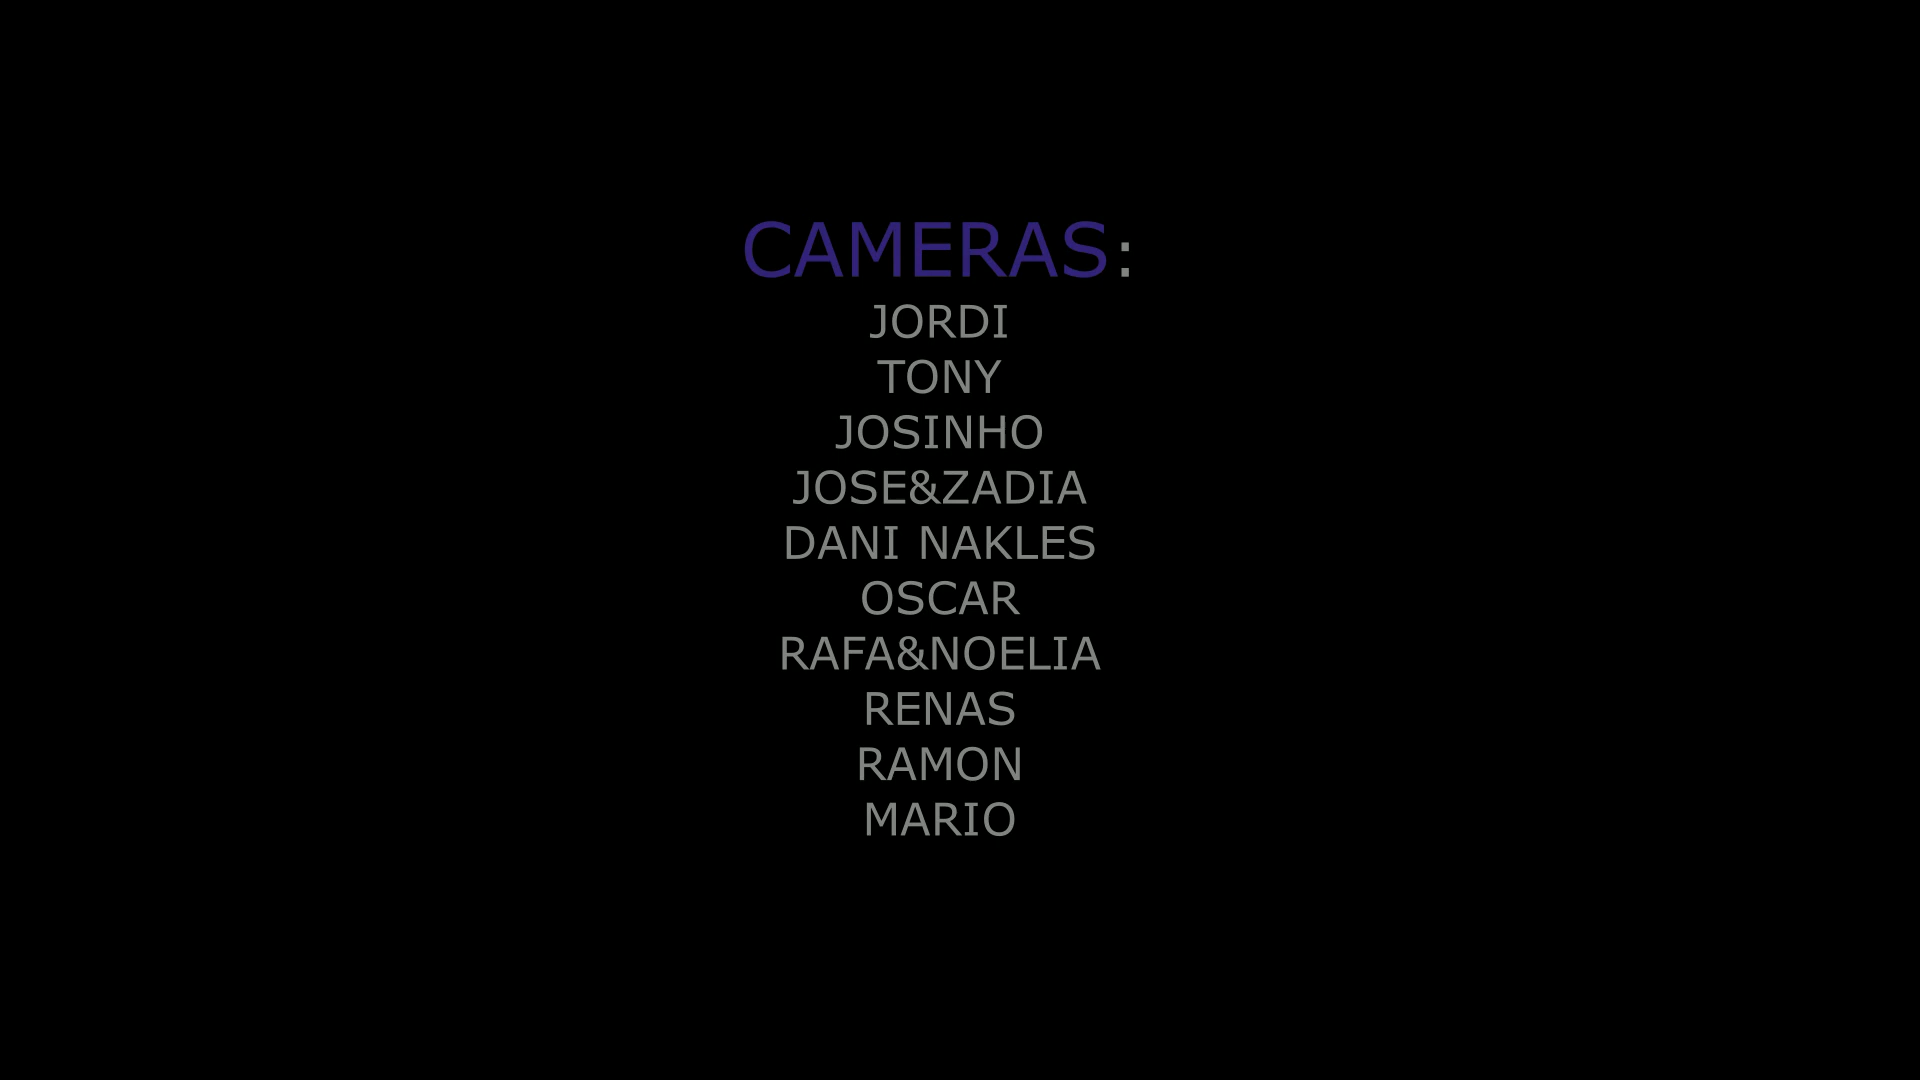 CAMERAS:
JORDI
TONY
JOSINHO
JOSE&ZADIA
DANI NAKLES
OSCAR
RAFA&NOELIA
RENAS
RAMON
MARIO